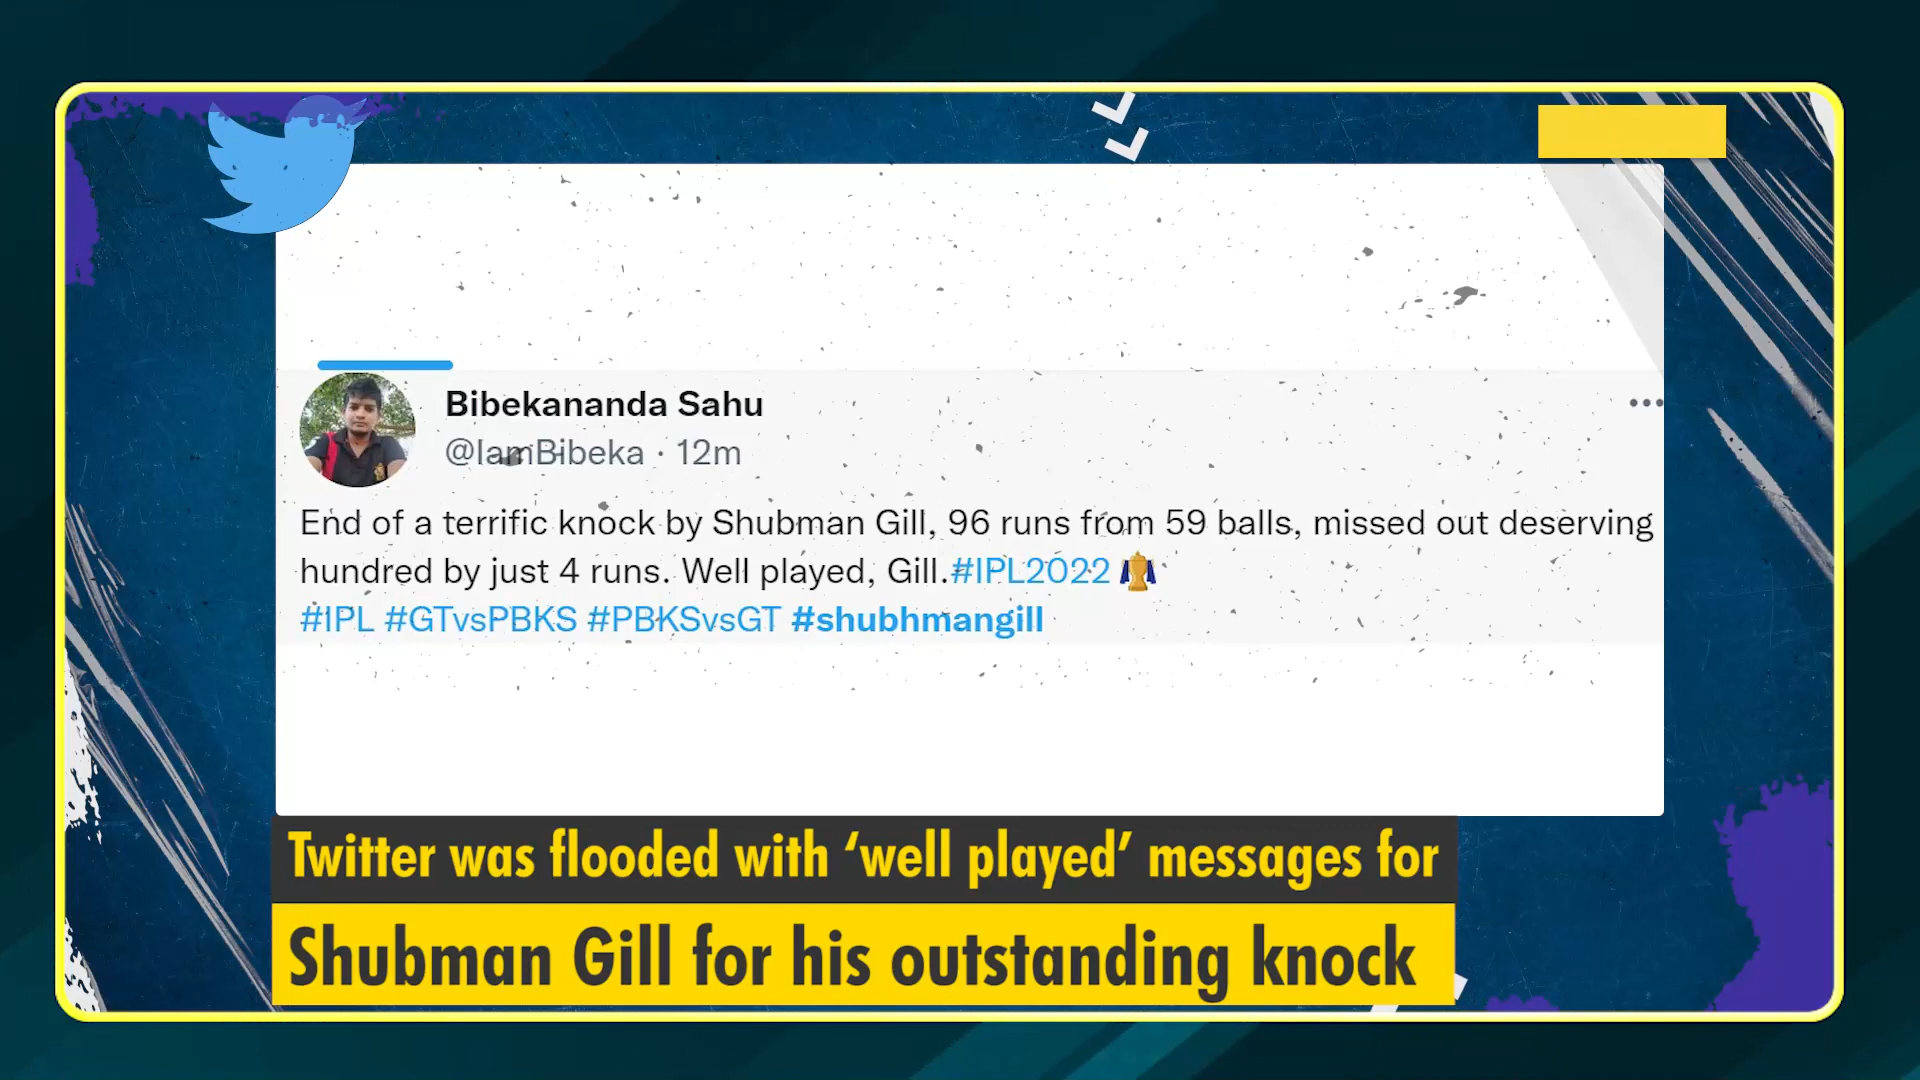 Bibekananda Sahu
@IamBibeka · 12m
End of a terrific knock by Shubman Gill, 96 runs from 59 balls, missed out deserving
hundred by just 4 runs. Well played, Gill.#IPL2022
#IPL #GTvsPBKS #PBKSvsGT #shubhmangill
Twitter was flooded with ‘well played’ messages for
Shubman Gill for his outstanding knock